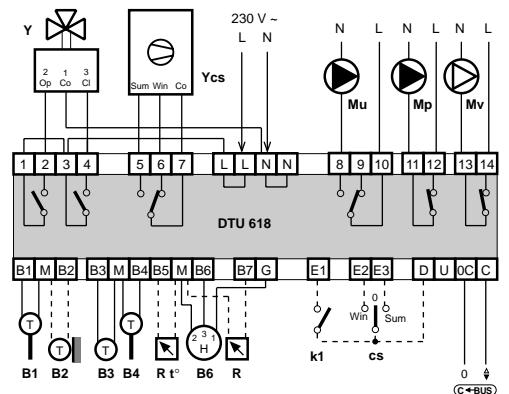 Y
230 V ~
L N
N L N L N L
2 1 3
Op Co Cl
Sum Win Co
Ycs
Mu Mp Mv
1 2 3 4 5 6 7 L L N N 8 9 10 11 12 13 14
DTU 618
B1 M B2 B3 M B4 B5 M B6 B7 G E1 E2 E3 D U 0C C
T T T T 2 3 1 H
0
Win Sum
B1 B2 B3 B4 R t° B6 R k1 cs
0
C BUS